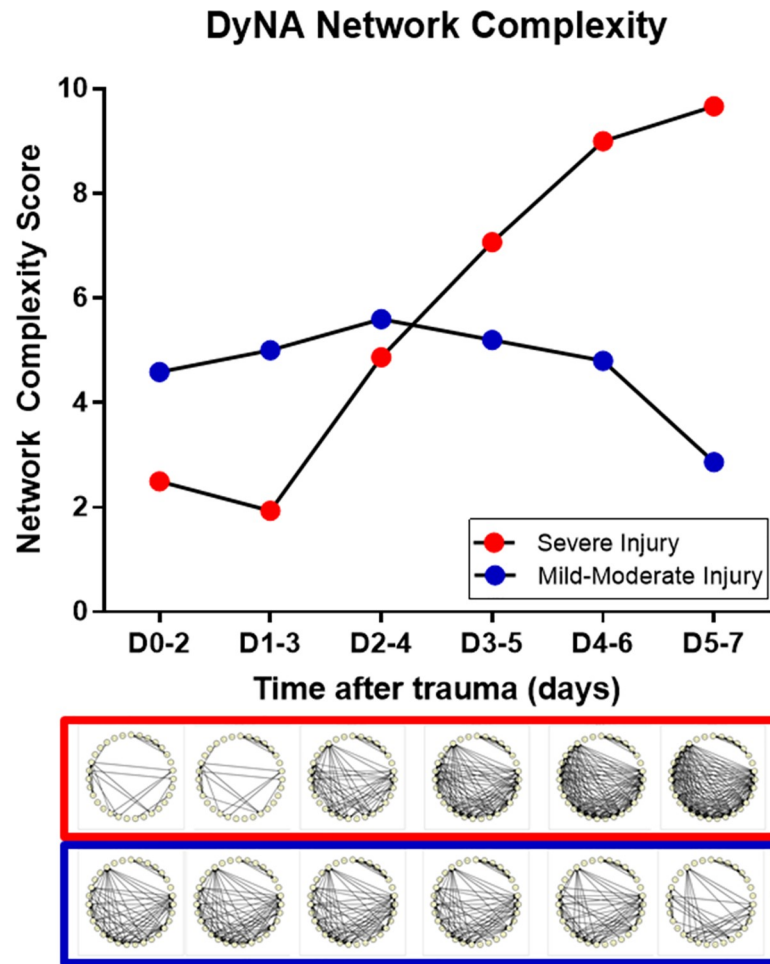 DyNA Network Complexity
Network Complexity Score
10
8
6
4
2
0
Severe Injury
Mild-Moderate Injury
D0-2 D1-3 D2-4 D3-5 D4-6 D5-7
Time after trauma (days)